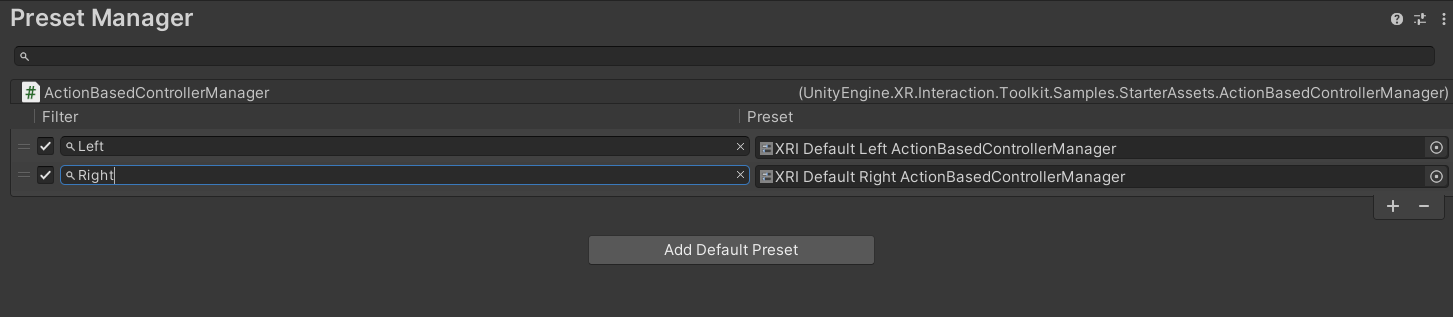 Preset Manager
ActionBasedControllerManager (UnityEngine.XR.Interaction.Toolkit.Samples.StarterAssets.ActionBasedControllerManager)
Filter Preset
Left XRI Default Left ActionBasedControllerManager
Right XRI Default Right ActionBasedControllerManager
Add Default Preset